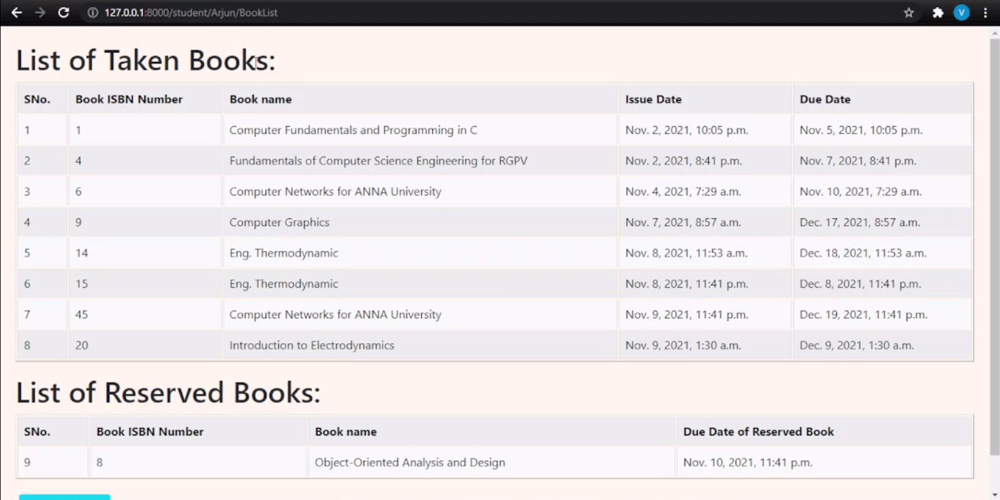 127.0.0.1:8000/student/Arjun/BookList
V
List of Taken Books:
SNo. Book ISBN Number Book name Issue Date Due Date
1 1 Computer Fundamentals and Programming in C Nov. 2, 2021, 10:05 p.m. Nov. 5, 2021, 10:05 p.m.
2 4 Fundamentals of Computer Science Engineering for RGPV Nov. 2, 2021, 8:41 p.m. Nov. 7, 2021, 8:41 p.m.
3 6 Computer Networks for ANNA University Nov. 4, 2021, 7:29 a.m. Nov. 10, 2021, 7:29 a.m.
4 9 Computer Graphics Nov. 7, 2021, 8:57 a.m. Dec. 17, 2021, 8:57 a.m.
5 14 Eng. Thermodynamic Nov. 8, 2021, 11:53 a.m. Dec. 18, 2021, 11:53 a.m.
6 15 Eng. Thermodynamic Nov. 8, 2021, 11:41 p.m. Dec. 8, 2021, 11:41 p.m.
7 45 Computer Networks for ANNA University Nov. 9, 2021, 11:41 p.m. Dec. 19, 2021, 11:41 p.m.
8 20 Introduction to Electrodynamics Nov. 9, 2021, 1:30 a.m. Dec. 9, 2021, 1:30 a.m.
List of Reserved Books:
SNo. Book ISBN Number Book name Due Date of Reserved Book
9 8 Object-Oriented Analysis and Design Nov. 10, 2021, 11:41 p.m.